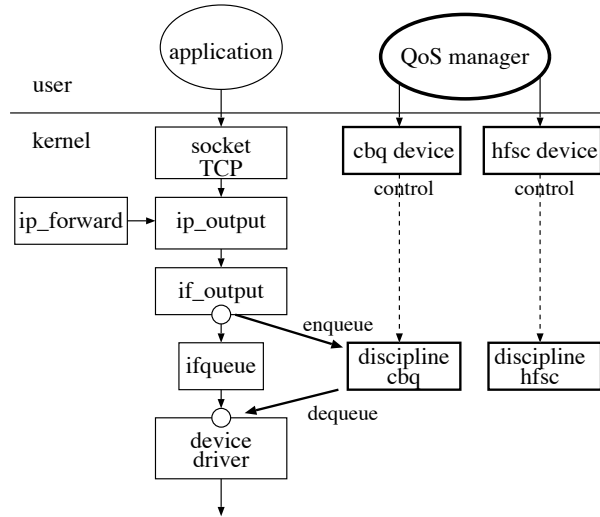 application
QoS manager
user
kernel
socket
TCP
cbq device
hfsc device
control
control
ip_forward
ip_output
if_output
enqueue
ifqueue
discipline
cbq
discipline
hfsc
dequeue
device
driver